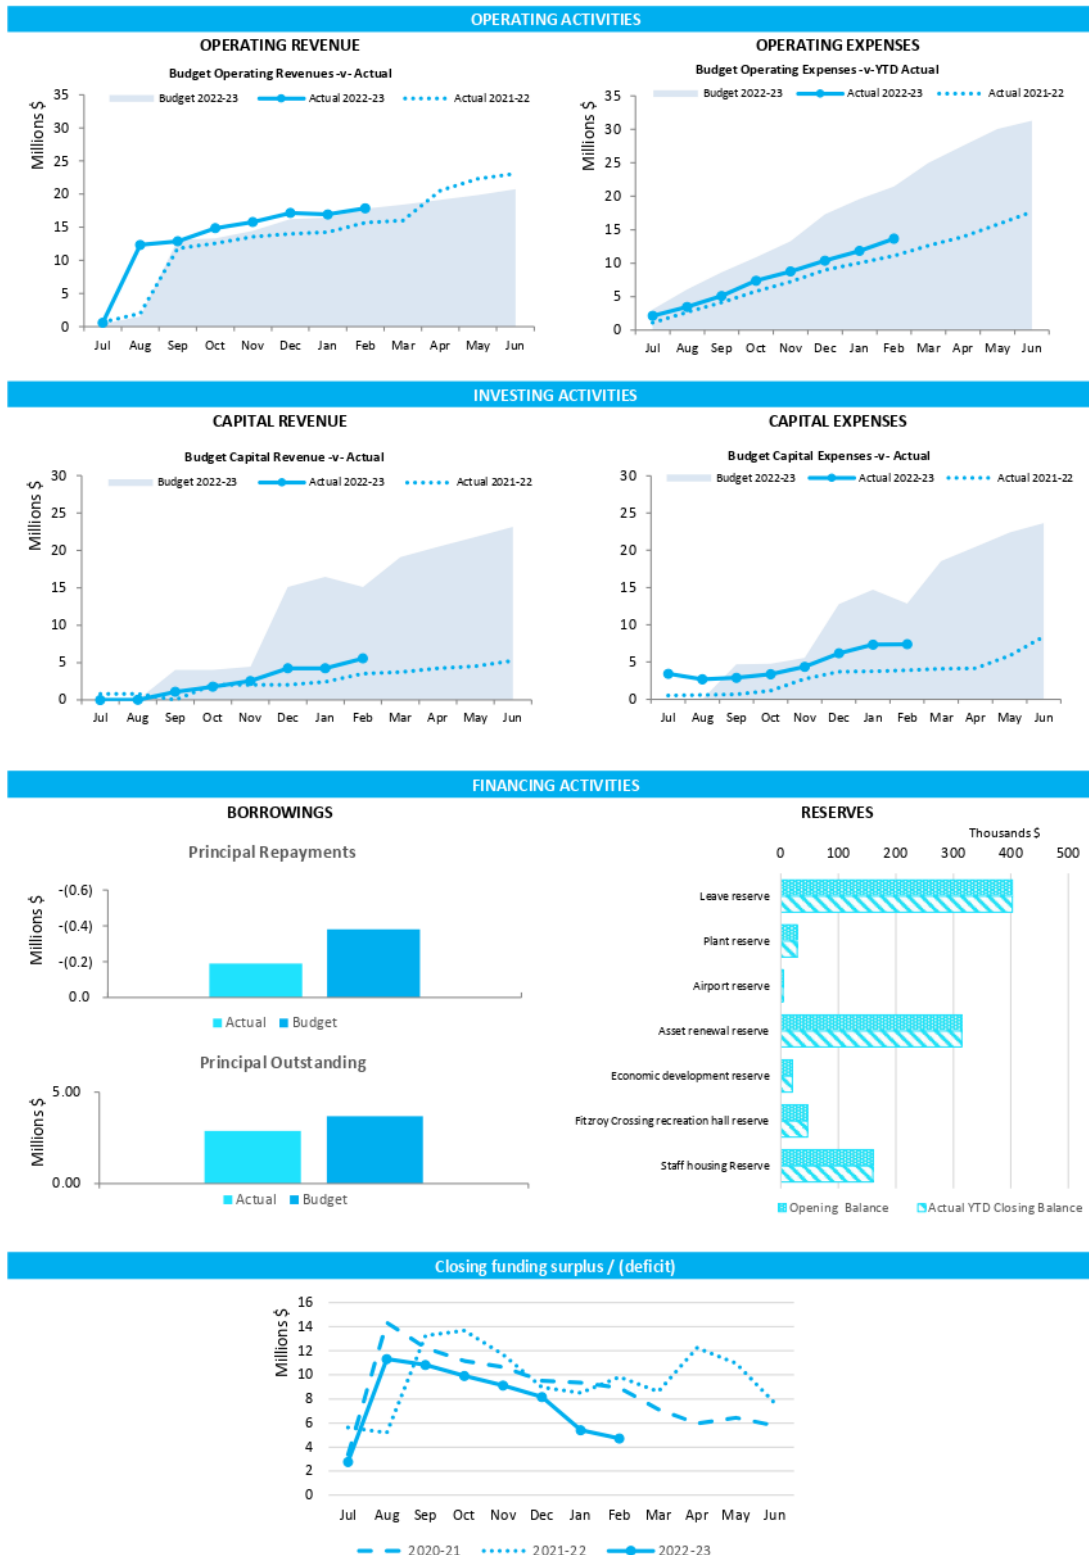 OPERATING ACTIVITIES
OPERATING REVENUE
OPERATING EXPENSES
Budget Operating Revenues -v- Actual
Budget 2022-23 Actual 2022-23 Actual 2021-22
Millions $
35
30
25
20
15
10
5
0
Jul Aug Sep Oct Nov Dec Jan Feb Mar Apr May Jun
Budget Operating Expenses -v-YTD Actual
Budget 2022-23 Actual 2022-23 Actual 2021-22
Millions $
35
30
25
20
15
10
5
0
Jul Aug Sep Oct Nov Dec Jan Feb Mar Apr May Jun
INVESTING ACTIVITIES
CAPITAL REVENUE
CAPITAL EXPENSES
Budget Capital Revenue -v- Actual
Budget 2022-23 Actual 2022-23 Actual 2021-22
Millions $
30
25
20
15
10
5
0
Jul Aug Sep Oct Nov Dec Jan Feb Mar Apr May Jun
Budget Capital Expenses -v- Actual
Budget 2022-23 Actual 2022-23 Actual 2021-22
30
25
20
15
10
5
0
Jul Aug Sep Oct Nov Dec Jan Feb Mar Apr May Jun
FINANCING ACTIVITIES
BORROWINGS
RESERVES
Principal Repayments
Millions $
-(0.6)
-(0.4)
-(0.2)
0.0
Actual Budget
Principal Outstanding
Millions $
5.00
0.00
Actual Budget
Thousands $
0 100 200 300 400 500
Leave reserve
Plant reserve
Airport reserve
Asset renewal reserve
Economic development reserve
Fitzroy Crossing recreation hall reserve
Staff housing Reserve
Opening Balance Actual YTD Closing Balance
Closing funding surplus / (deficit)
Millions $
16
14
12
10
8
6
4
2
0
Jul Aug Sep Oct Nov Dec Jan Feb Mar Apr May Jun
2020-21 2021-22 2022-23